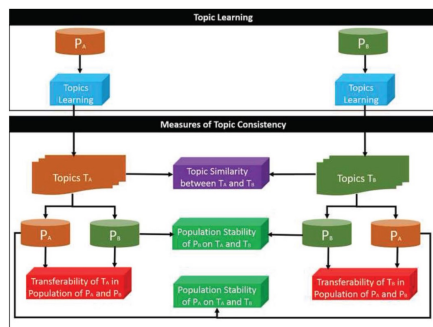 Topic Learning
PA
PB
Topics
Learning
Topics
Learning
Measures of Topic Consistency
Topics TA
Topic Similarity
between TA and TB
Topics TB
PA
PB
Population Stability
of PB on TA and TB
PB
PA
Transferability of TA in
Population of PA and PB
Population Stability
of PA on TA and TB
Transferability of TB in
Population of PA and PB